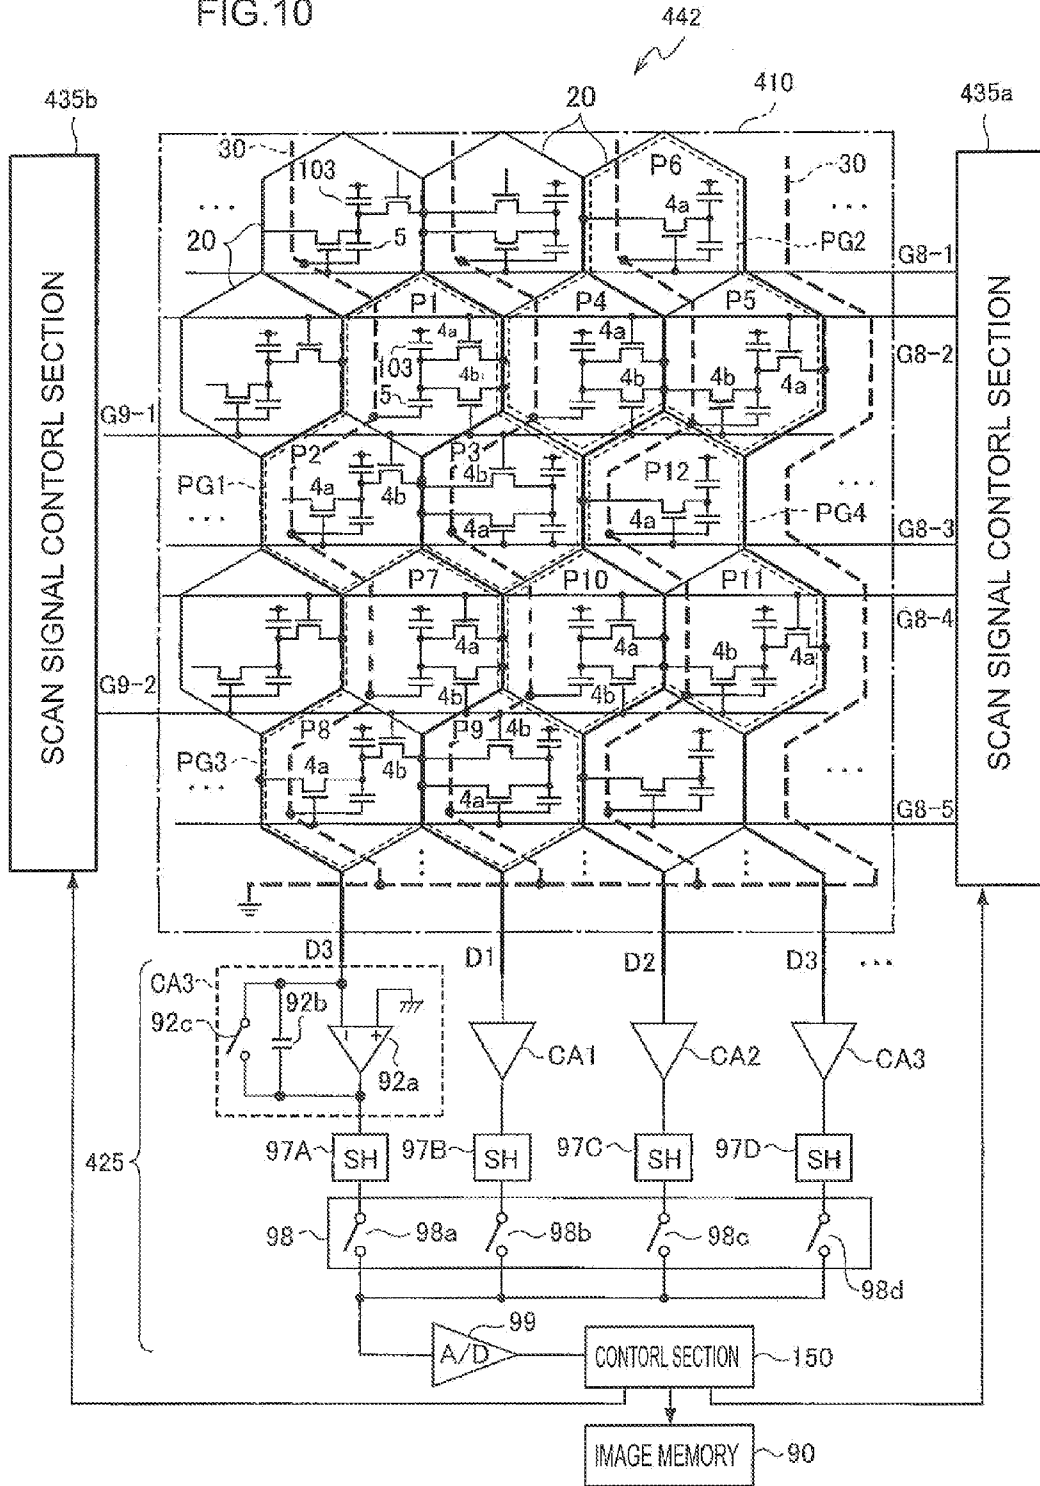 FIG.10
442
435b
20
410
435a
30
103
P6
30
4a
5
20
PG2
G8-1
P1
P4
P5
4a
4a
103
4b
4b
4b
4a
5
G8-2
G9-1
P2
P3
4b
P12
PG1
4a
4b
4a
4a
PG4
G8-3
P7
P10
P11
4a
4a
4b
4a
G8-4
G9-2
4b
4b
P8
P9
4b
PG3
4a
4b
4a
G8-5
SCAN SIGNAL CONTORL SECTION
SCAN SIGNAL CONTORL SECTION
D3
D1
D2
D3
CA3
92c
92b
92a
CA1
CA2
CA3
425
97A
SH
97B
SH
97C
SH
97D
SH
98
98a
98b
98c
98d
99
A/D
CONTORL SECTION
150
IMAGE MEMORY
90